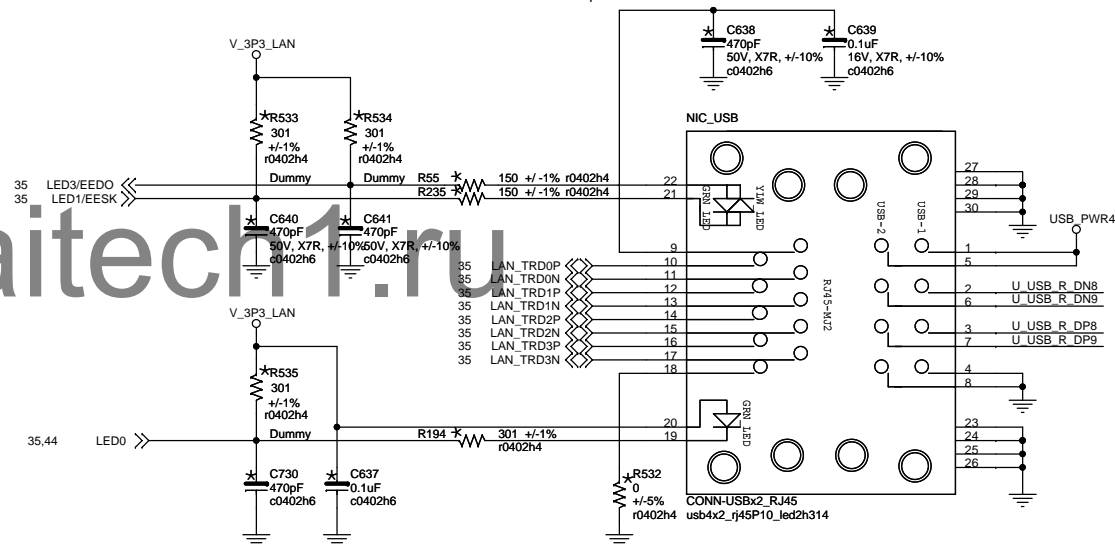 C638
470pF
50V, X7R, +/-10%
c0402h6
C639
0.1uF
16V, X7R, +/-10%
c0402h6
V_3P3_LAN
R533
301
+/-1%
r0402h4
Dummy
R534
301
+/-1%
r0402h4
Dummy
NIC_USB
35 LED3/EEDO
35 LED1/EESK
R55 150 +/-1% r0402h4
R235 150 +/-1% r0402h4
22
21
GRN LED
YLW LED
USB-2
USB-1
27
28
29
30
USB_PWR4
C640
470pF
50V, X7R, +/-10%
c0402h6
C641
470pF
50V, X7R, +/-10%
c0402h6
aitech1.ru
9
10
11
12
13
14
15
16
17
18
35 LAN_TRD0P
35 LAN_TRD0N
35 LAN_TRD1P
35 LAN_TRD1N
35 LAN_TRD2P
35 LAN_TRD2N
35 LAN_TRD3P
35 LAN_TRD3N
RJ45-MJ2
1
5
2 U_USB_R_DN8
6 U_USB_R_DN9
3 U_USB_R_DP8
7 U_USB_R_DP9
4
8
V_3P3_LAN
R535
301
+/-1%
r0402h4
Dummy
35,44 LED0
R194 301 +/-1%
r0402h4
20
19
GRN LED
23
24
25
26
C730
470pF
c0402h6
C637
0.1uF
c0402h6
R532
0
+/-5%
r0402h4
CONN-USBx2_RJ45
usb4x2_rj45P10_led2h314